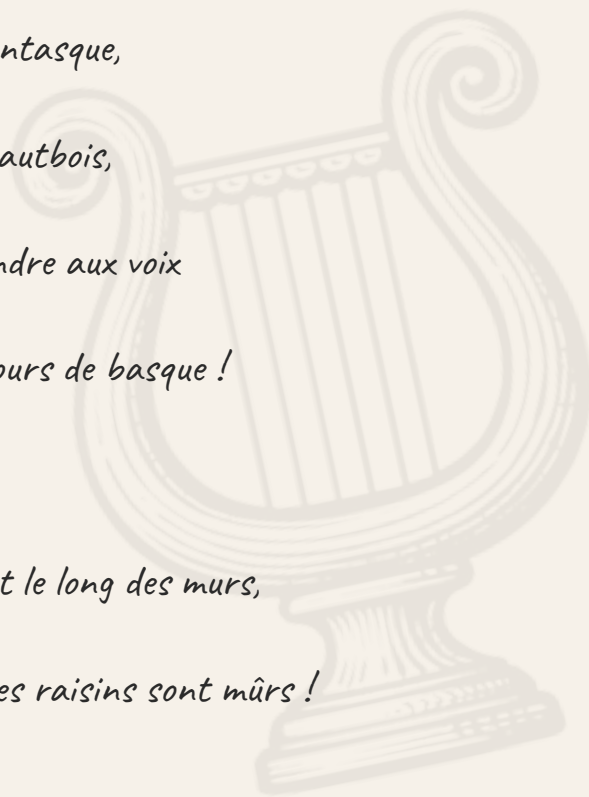 ntasque,
autbois,
ndre aux voix
ours de basque !
t le long des murs,
es raisins sont mûrs !